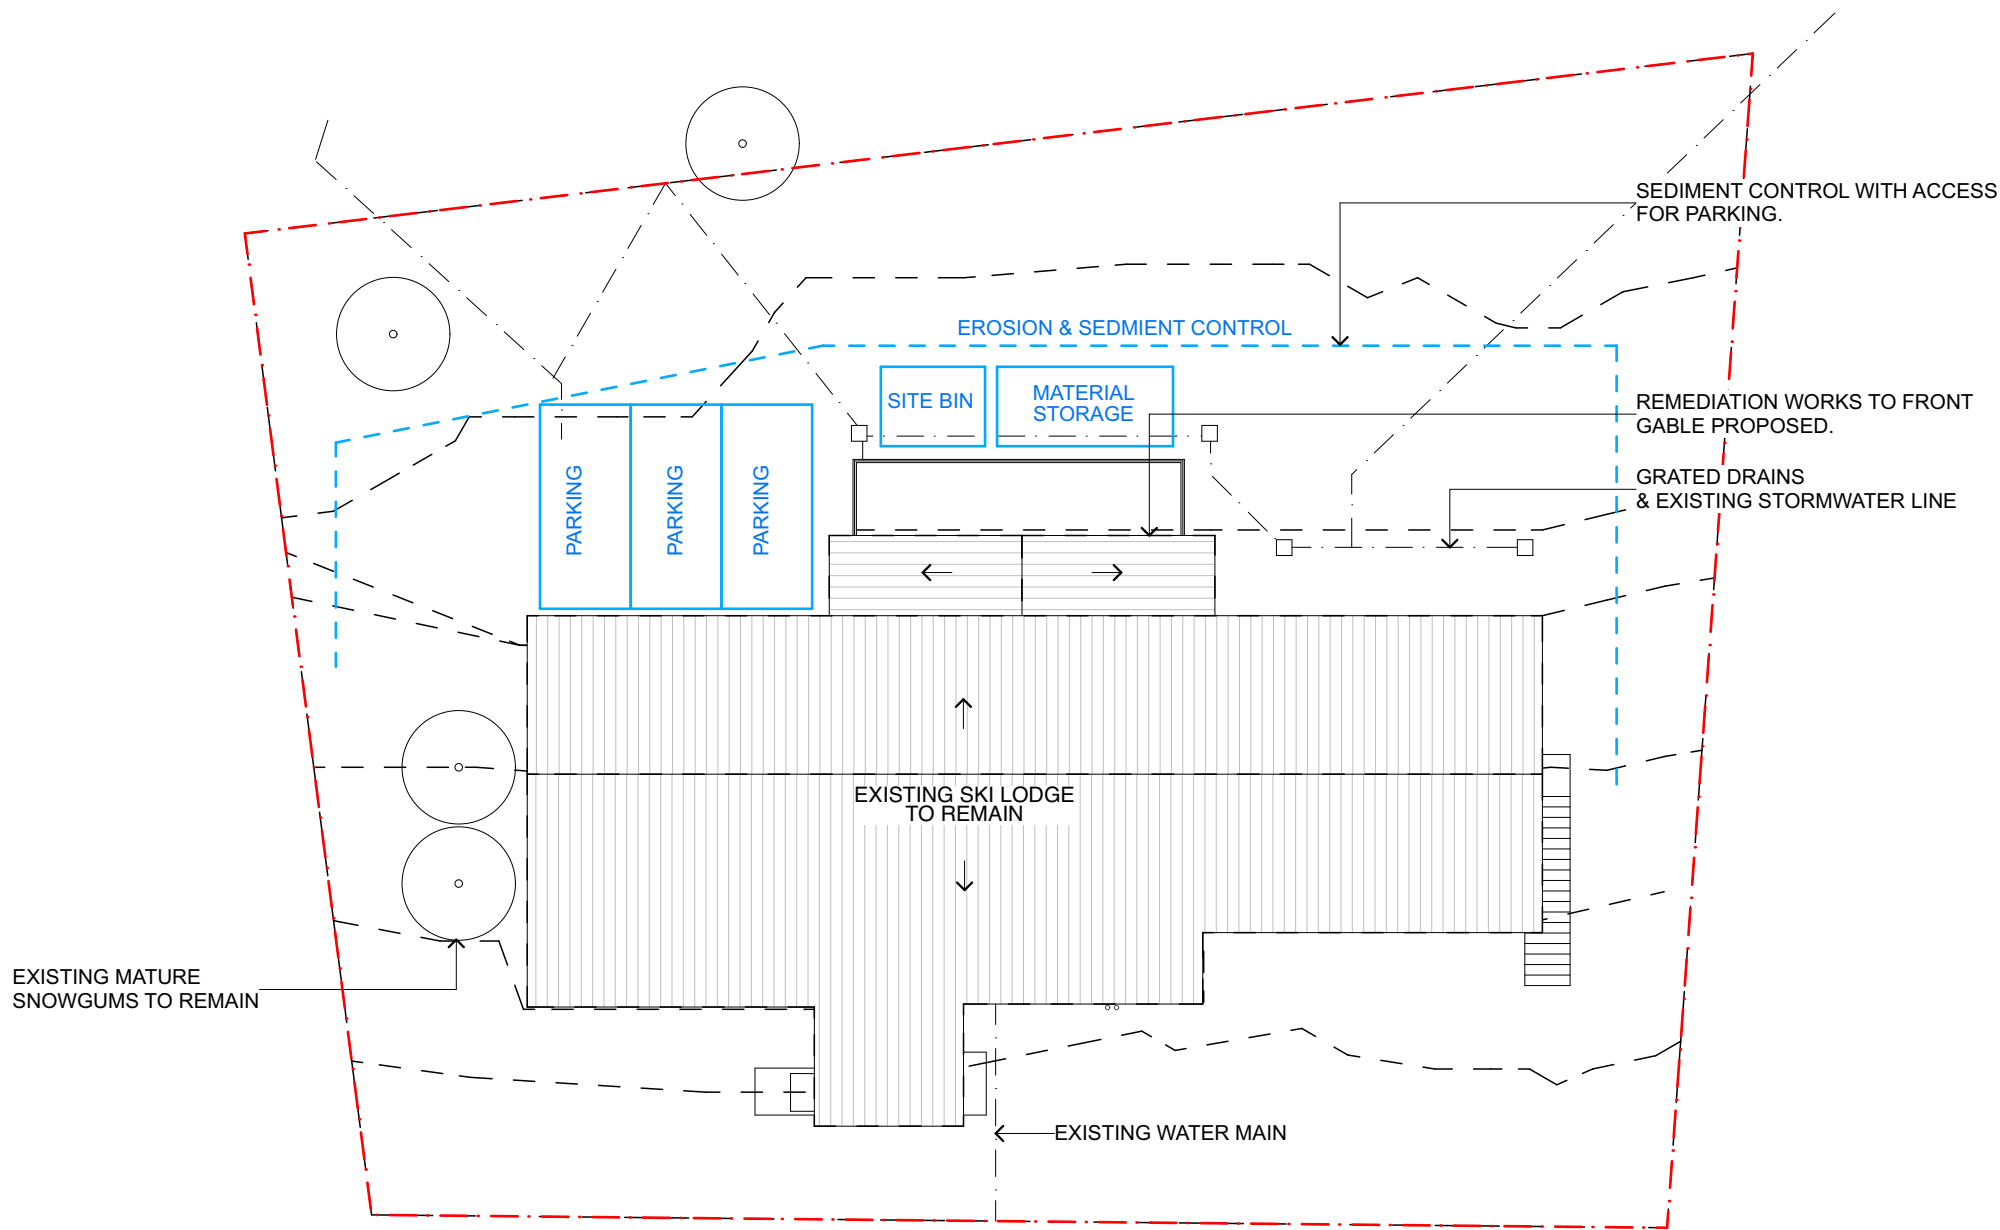 SEDIMENT CONTROL WITH ACCESS
FOR PARKING.
EROSION & SEDMIENT CONTROL
SITE BIN
MATERIAL
STORAGE
REMEDIATION WORKS TO FRONT
GABLE PROPOSED.
PARKING
PARKING
PARKING
GRATED DRAINS
& EXISTING STORMWATER LINE
EXISTING SKI LODGE
TO REMAIN
EXISTING MATURE
SNOWGUMS TO REMAIN
EXISTING WATER MAIN